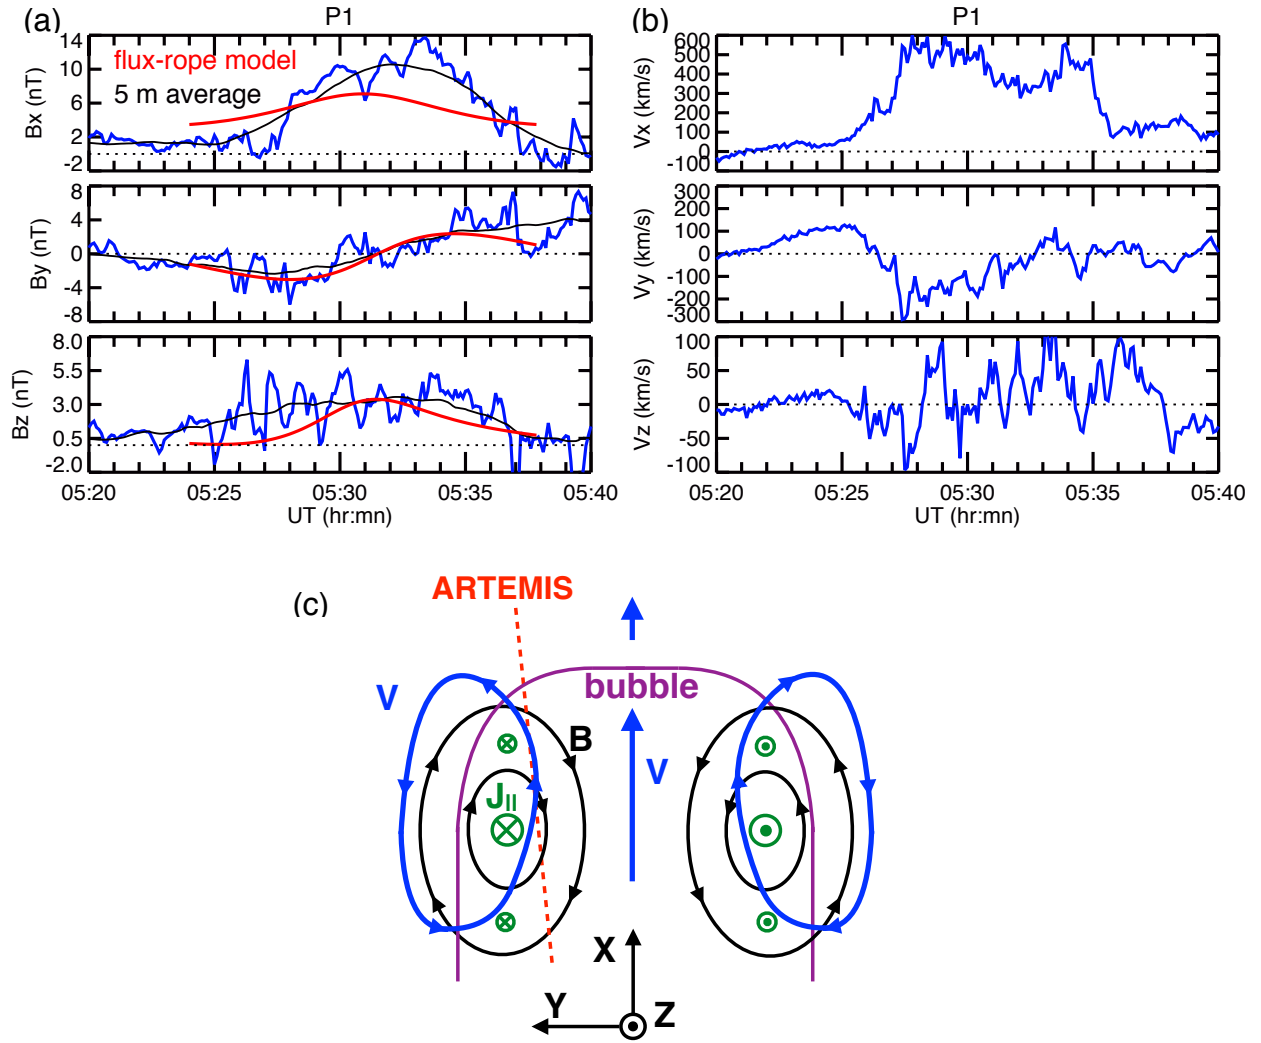 (a)
P1
14
10
6
2
-2
Bx (nT)
flux-rope model
5 m average
8
4
0
-4
-8
By (nT)
8.0
5.5
3.0
0.5
-2.0
Bz (nT)
05:20
05:25
05:30
05:35
05:40
UT (hr:mn)
(b)
P1
600
500
400
300
200
100
0
-100
Vx (km/s)
300
200
100
0
-100
-200
-300
Vy (km/s)
100
50
0
-50
-100
Vz (km/s)
05:20
05:25
05:30
05:35
05:40
UT (hr:mn)
(c)
ARTEMIS
bubble
V
B
V
J||
X
Y
Z